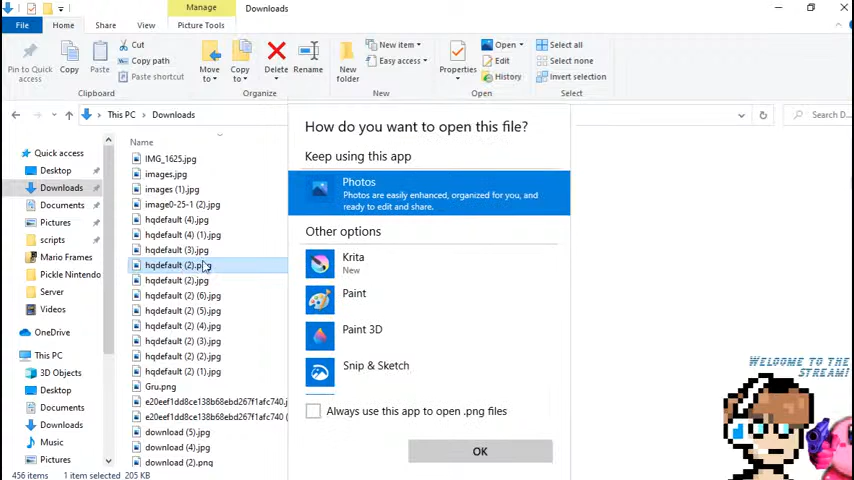 Manage
Downloads
File
Home
Share
View
Picture Tools
Pin to Quick
access
Copy
Paste
Cut
Copy path
Paste shortcut
Clipboard
Move
to
Copy
to
Delete
Rename
Organize
New
folder
New item
Easy access
New
Properties
Open
Edit
History
Open
Select all
Select none
Invert selection
Select
This PC
Downloads
Search D...
Quick access
Desktop
Downloads
Documents
Pictures
scripts
Mario Frames
Pickle Nintendo
Server
Videos
OneDrive
This PC
3D Objects
Desktop
Documents
Downloads
Music
Pictures
Name
IMG_1625.jpg
images.jpg
images (1).jpg
image0-25-1 (2).jpg
hqdefault (4).jpg
hqdefault (4) (1).jpg
hqdefault (3).jpg
hqdefault (2).png
hqdefault (2).jpg
hqdefault (2) (6).jpg
hqdefault (2) (5).jpg
hqdefault (2) (4).jpg
hqdefault (2) (3).jpg
hqdefault (2) (2).jpg
hqdefault (2) (1).jpg
Gru.png
e20eef1dd8ce138b68ebd267f1afc740.j
e20eef1dd8ce138b68ebd267f1afc740 (
download (5).jpg
download (4).jpg
download (2).png
How do you want to open this file?
Keep using this app
Photos
Photos are easily enhanced, organized for you, and
ready to edit and share.
Other options
Krita
New
Paint
Paint 3D
Snip & Sketch
Always use this app to open .png files
OK
WELCOME TO THE
STREAM!
456 items
1 item selected
205 KB